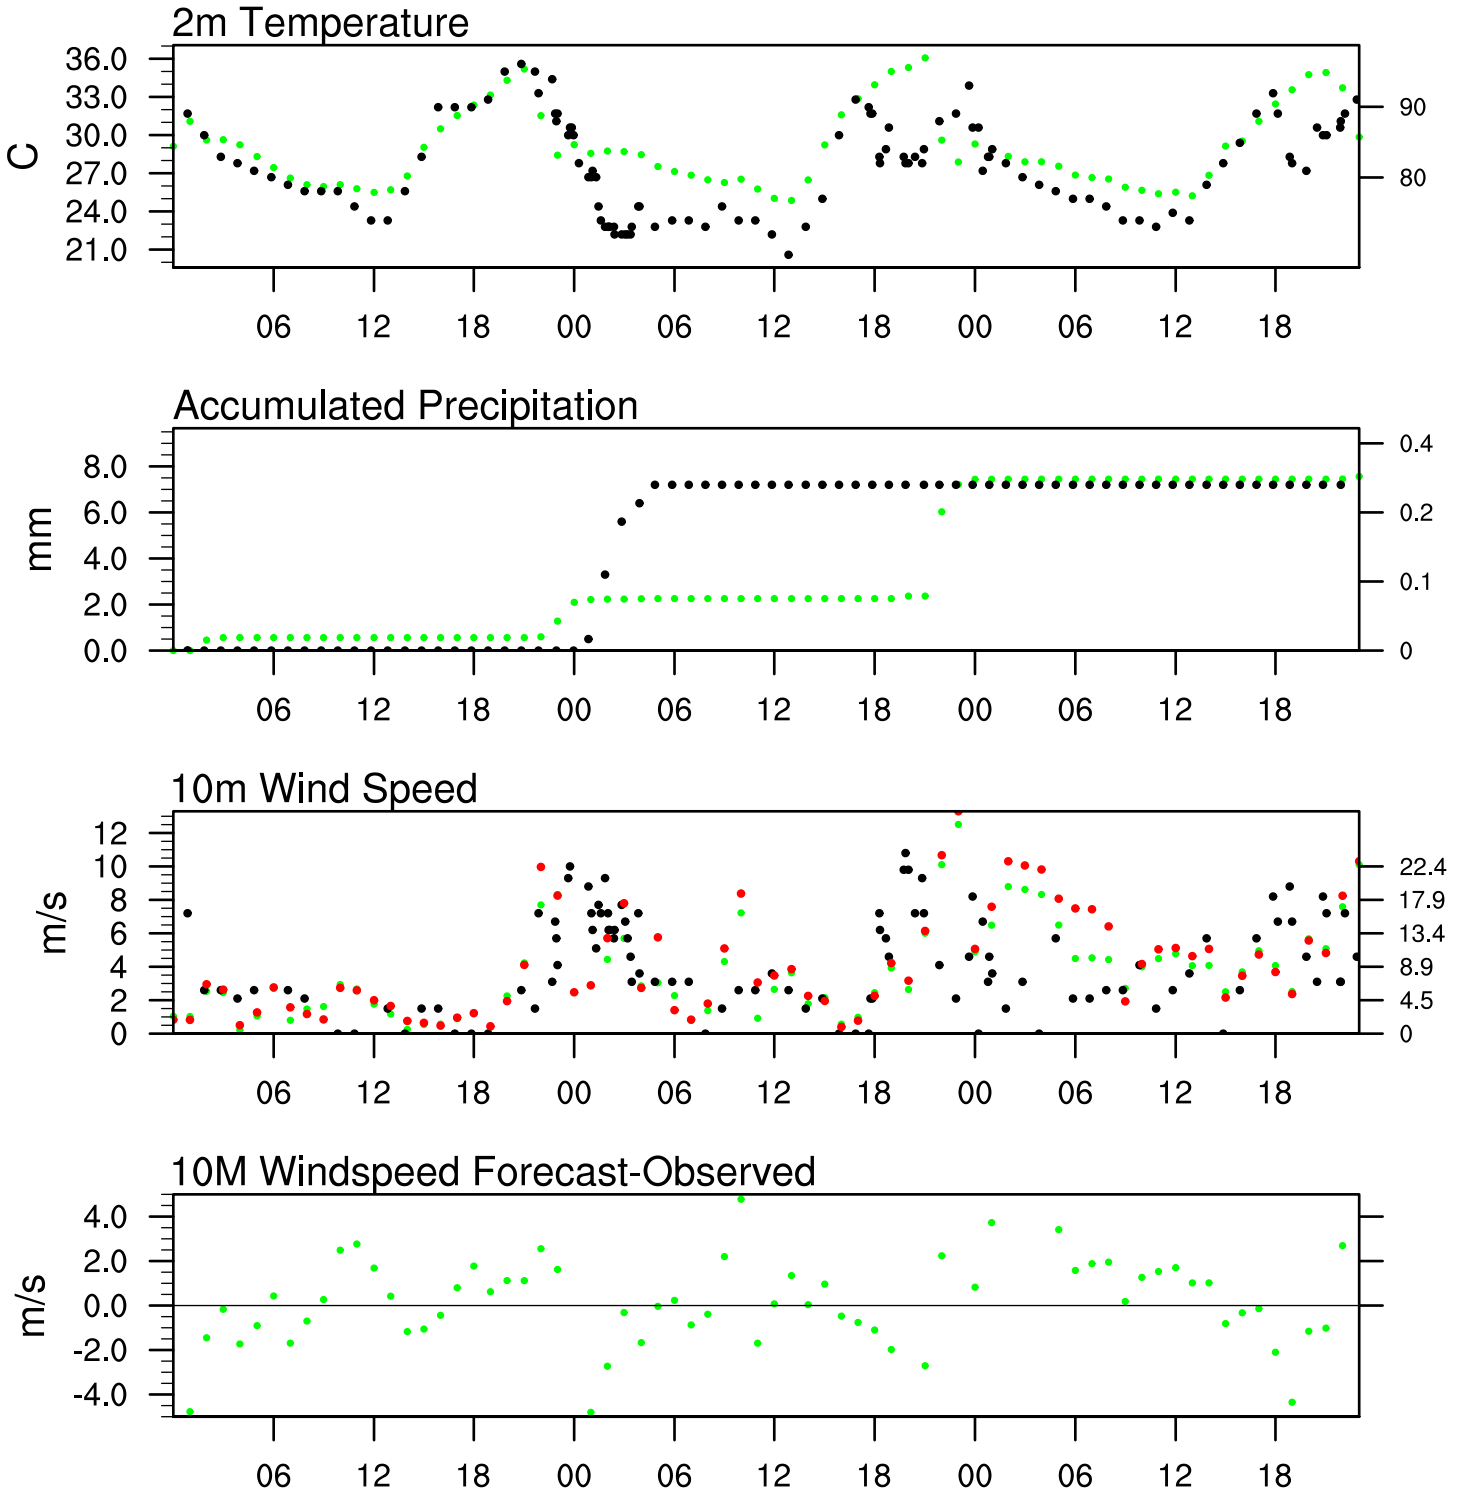 2m Temperature
36.0
33.0
30.0
27.0
24.0
21.0
C
90
80
06 12 18 00 06 12 18 00 06 12 18
Accumulated Precipitation
8.0
6.0
4.0
2.0
0.0
mm
0.4
0.2
0.1
0
06 12 18 00 06 12 18 00 06 12 18
10m Wind Speed
12
10
8
6
4
2
0
m/s
22.4
17.9
13.4
8.9
4.5
0
06 12 18 00 06 12 18 00 06 12 18
10M Windspeed Forecast-Observed
4.0
2.0
0.0
-2.0
-4.0
m/s
06 12 18 00 06 12 18 00 06 12 18